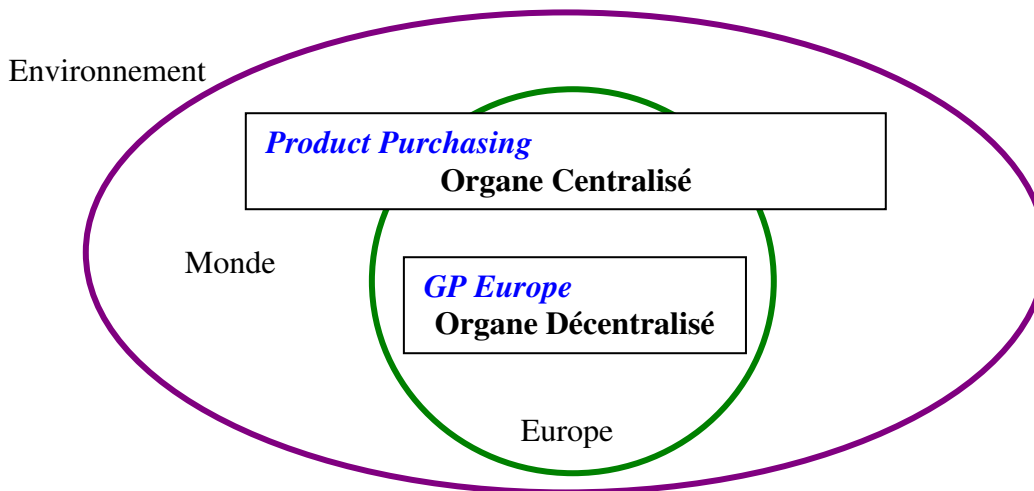 Environnement
Product Purchasing
Organe Centralisé
Monde
GP Europe
Organe Décentralisé
Europe